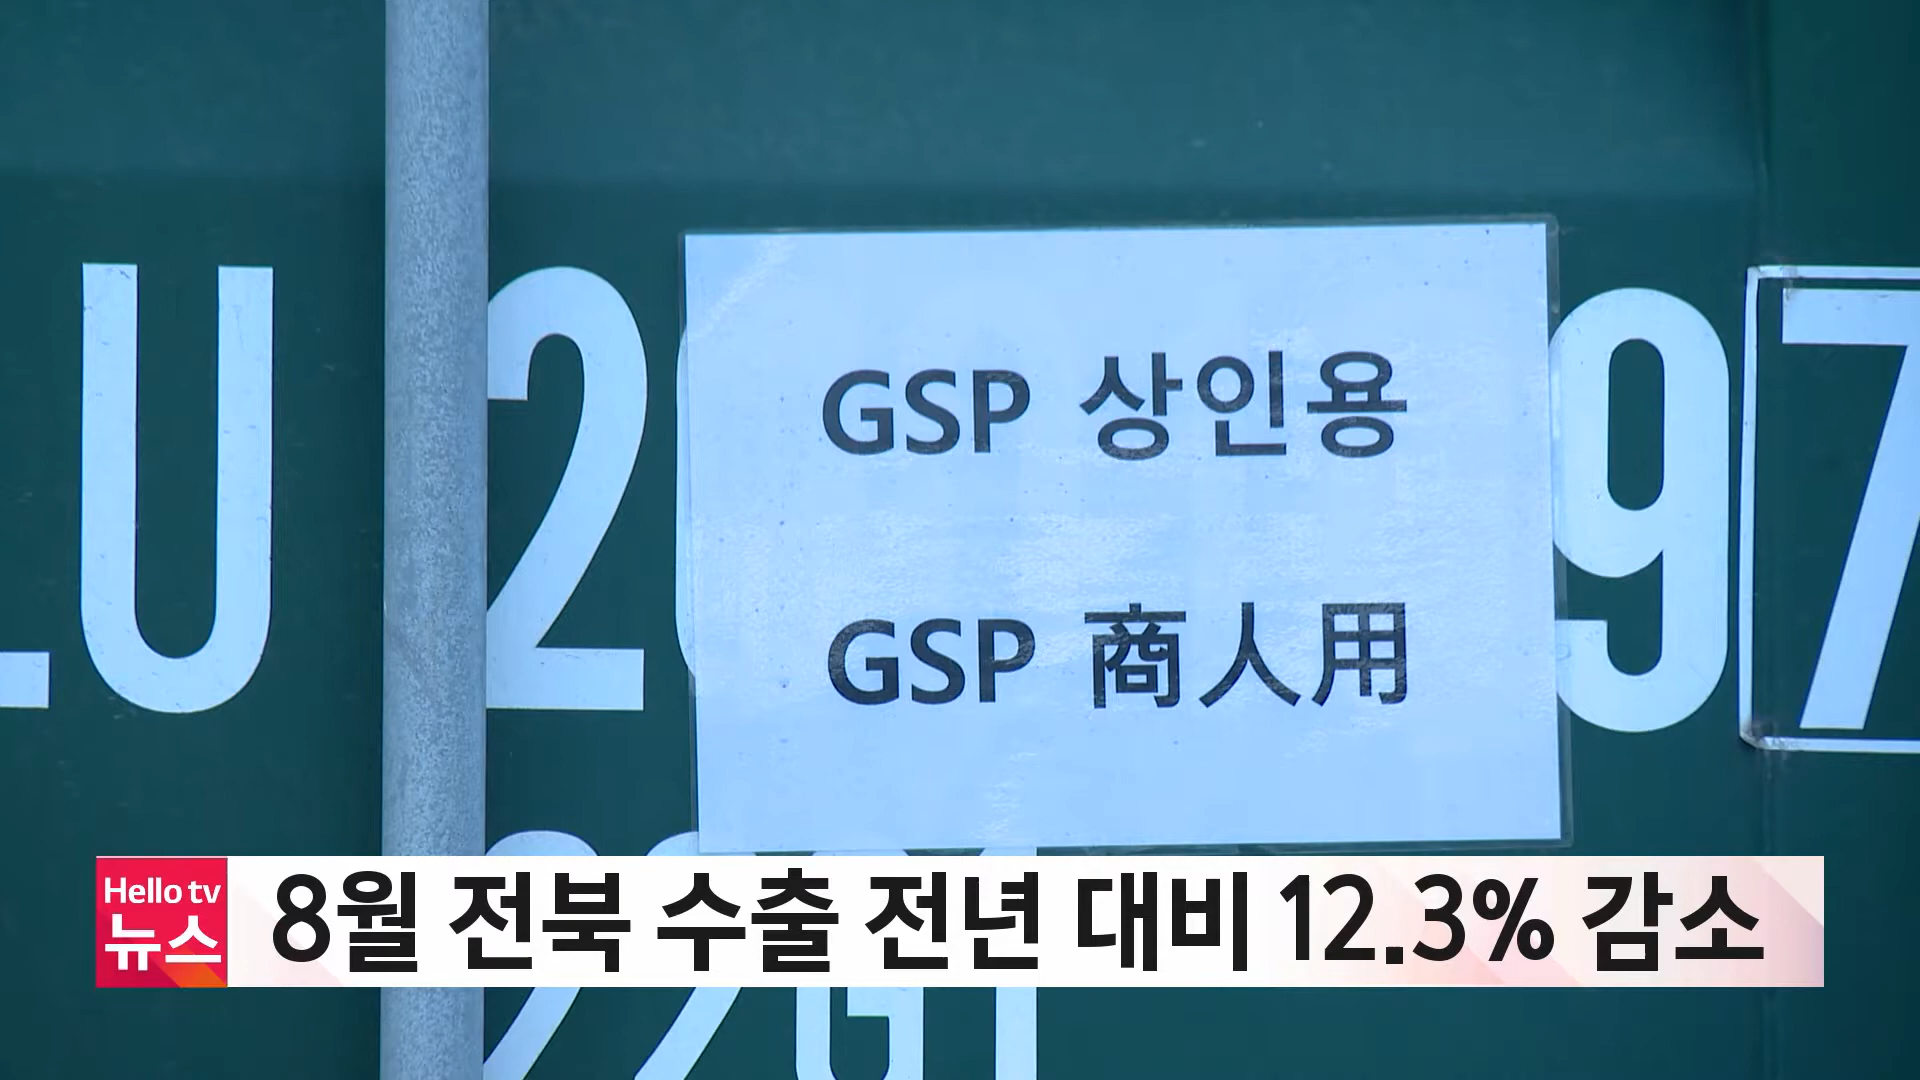 U 2
9 7
GSP 상인용
GSP 商人用
22G1
Hello tv
뉴스
8월 전북 수출 전년 대비 12.3% 감소